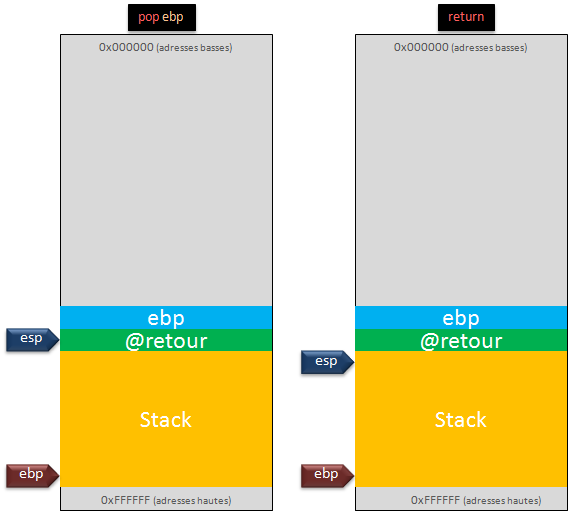 pop ebp
0x000000 (adresses basses)
ebp
esp
@retour
Stack
ebp
0xFFFFFF (adresses hautes)
return
0x000000 (adresses basses)
ebp
@retour
esp
Stack
ebp
0xFFFFFF (adresses hautes)